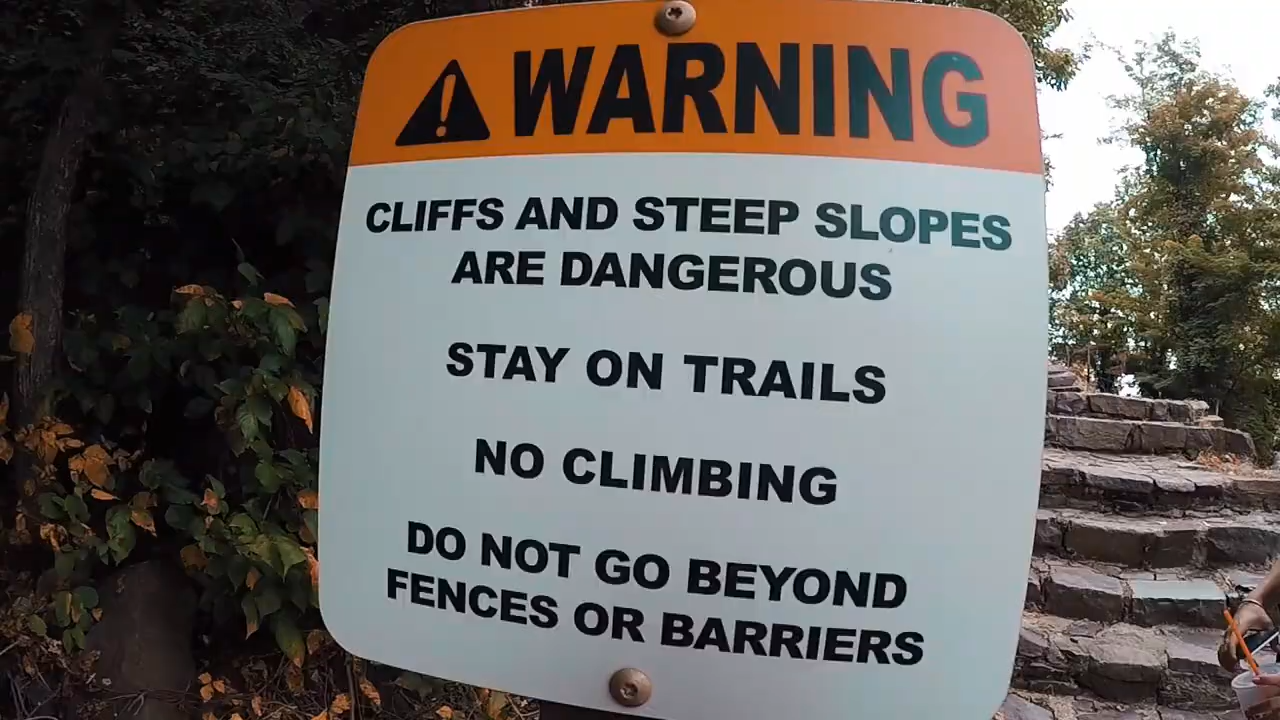 WARNING
CLIFFS AND STEEP SLOPES
ARE DANGEROUS
STAY ON TRAILS
NO CLIMBING
DO NOT GO BEYOND
FENCES OR BARRIERS